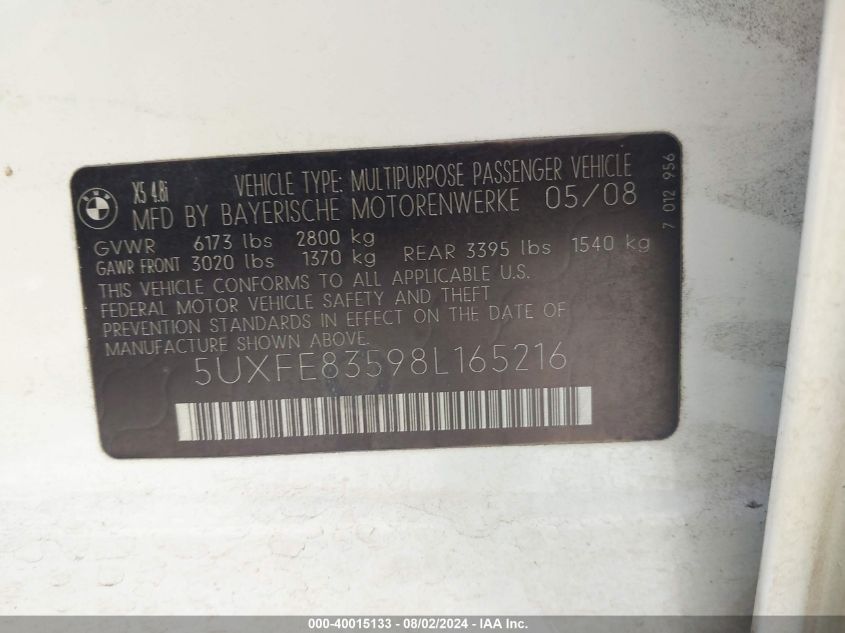 BMW
X5 4.8i
VEHICLE TYPE: MULTIPURPOSE PASSENGER VEHICLE
MFD BY BAYERISCHE MOTORENWERKE 05/08
GVWR 6173 lbs 2800 kg
GAWR FRONT 3020 lbs 1370 kg REAR 3395 lbs 1540 kg
THIS VEHICLE CONFORMS TO ALL APPLICABLE U.S.
FEDERAL MOTOR VEHICLE SAFETY AND THEFT
PREVENTION STANDARDS IN EFFECT ON THE DATE OF
MANUFACTURE SHOWN ABOVE.
5UXFE83598L165216
7 012 956
000-40015133 - 08/02/2024 - IAA Inc.